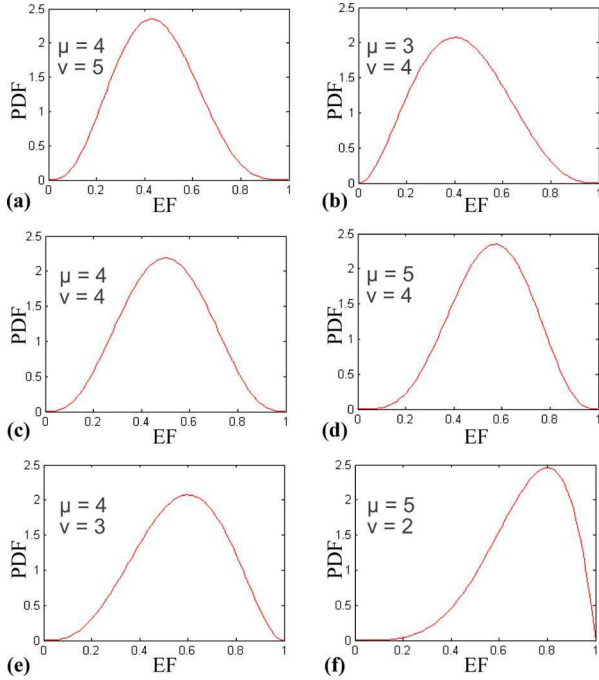 2.5
2
1.5
1
0.5
0
PDF
μ = 4
v = 5
0 0.2 0.4 0.6 0.8 1
(a) EF
2.5
2
1.5
1
0.5
0
PDF
μ = 3
v = 4
0 0.2 0.4 0.6 0.8 1
(b) EF
2.5
2
1.5
1
0.5
0
PDF
μ = 4
v = 4
0 0.2 0.4 0.6 0.8 1
(c) EF
2.5
2
1.5
1
0.5
0
PDF
μ = 5
v = 4
0 0.2 0.4 0.6 0.8 1
(d) EF
2.5
2
1.5
1
0.5
0
PDF
μ = 4
v = 3
0 0.2 0.4 0.6 0.8 1
(e) EF
2.5
2
1.5
1
0.5
0
PDF
μ = 5
v = 2
0 0.2 0.4 0.6 0.8 1
(f) EF